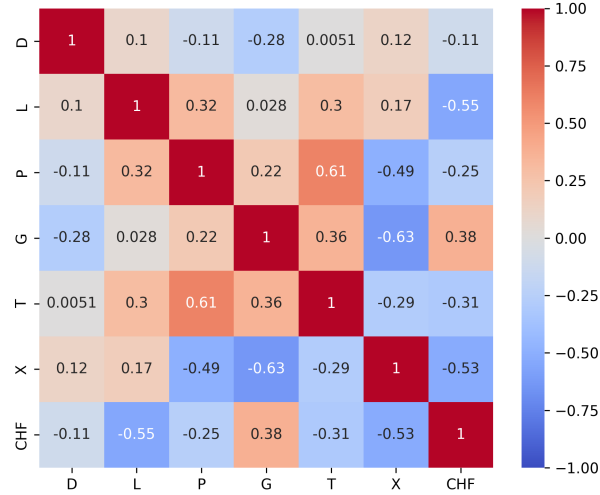 D 1 0.1 -0.11 -0.28 0.0051 0.12 -0.11
L 0.1 1 0.32 0.028 0.3 0.17 -0.55
P -0.11 0.32 1 0.22 0.61 -0.49 -0.25
G -0.28 0.028 0.22 1 0.36 -0.63 0.38
T 0.0051 0.3 0.61 0.36 1 -0.29 -0.31
X 0.12 0.17 -0.49 -0.63 -0.29 1 -0.53
CHF -0.11 -0.55 -0.25 0.38 -0.31 -0.53 1
D L P G T X CHF
1.00
0.75
0.50
0.25
0.00
−0.25
−0.50
−0.75
−1.00